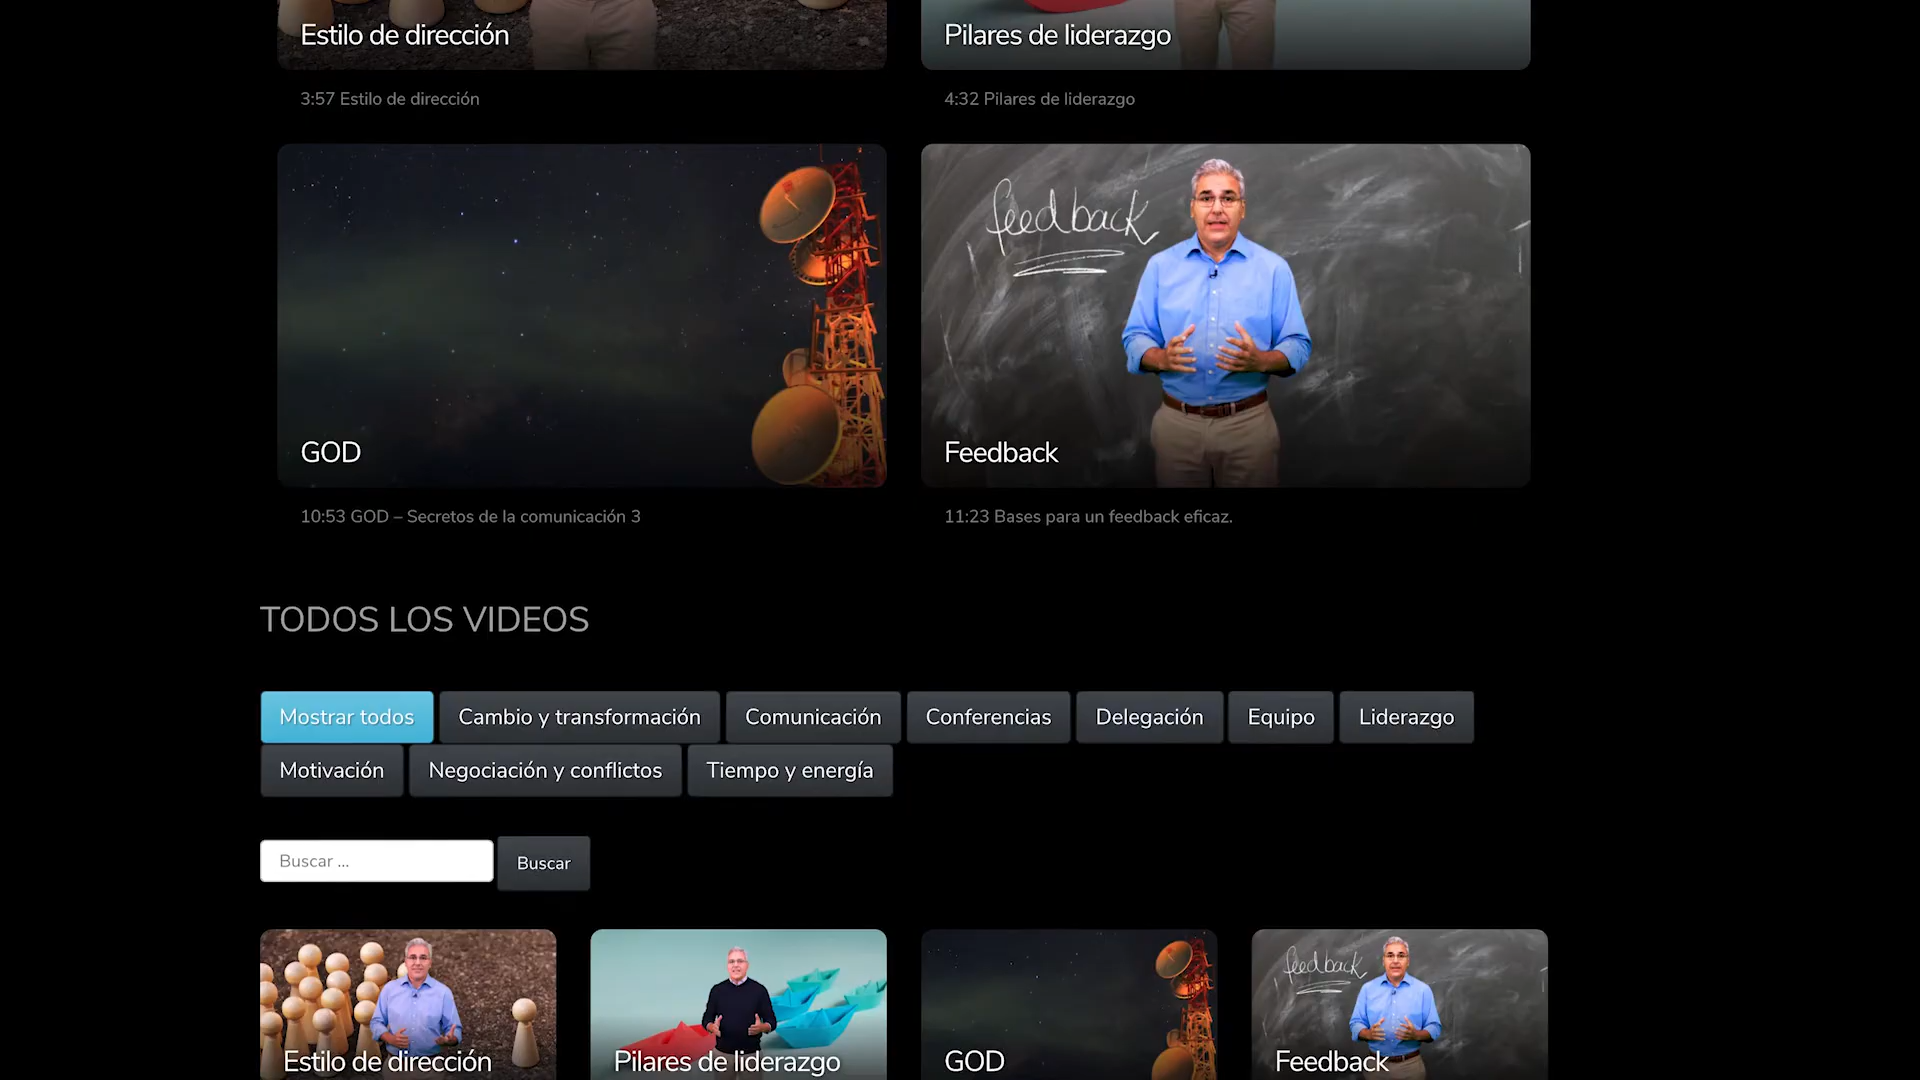 Estilo de dirección
Pilares de liderazgo
3:57 Estilo de dirección
4:32 Pilares de liderazgo
feedback
GOD
Feedback
10:53 GOD – Secretos de la comunicación 3
11:23 Bases para un feedback eficaz.
TODOS LOS VIDEOS
Mostrar todos
Cambio y transformación
Comunicación
Conferencias
Delegación
Equipo
Liderazgo
Motivación
Negociación y conflictos
Tiempo y energía
Buscar ...
Buscar
feedback
Estilo de dirección
Pilares de liderazgo
GOD
Feedback